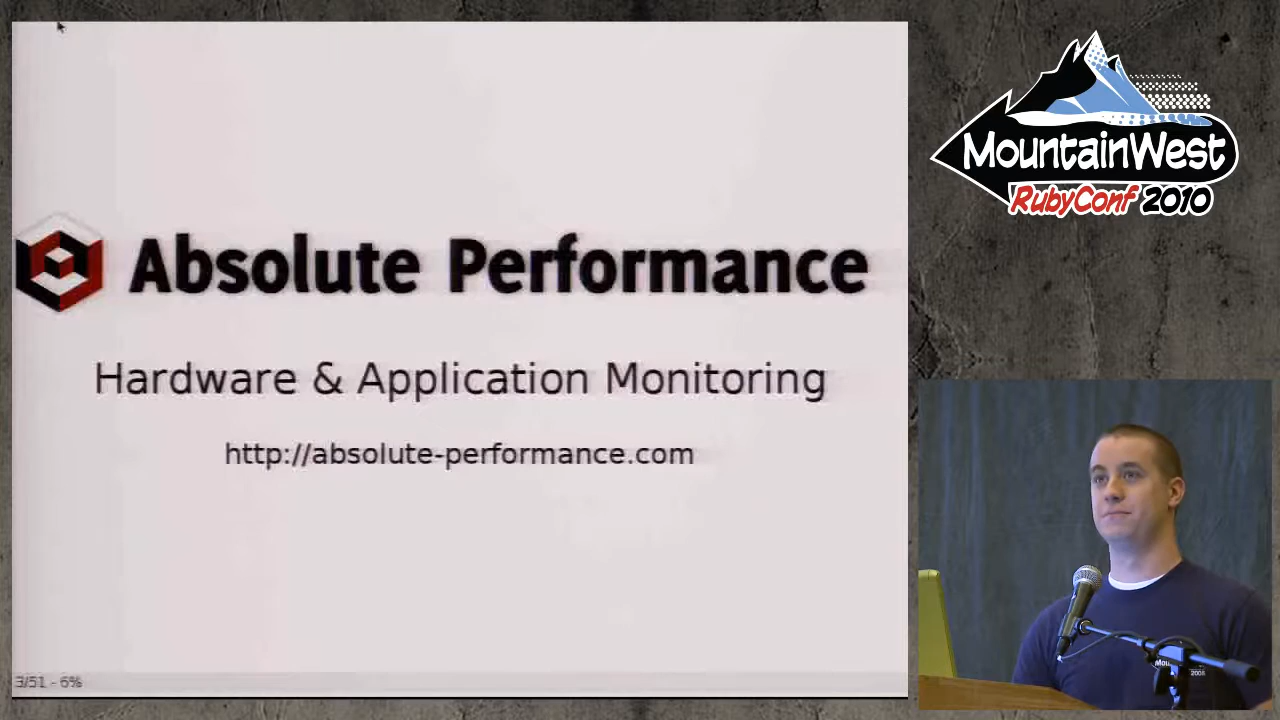 Absolute Performance
Hardware & Application Monitoring
http://absolute-performance.com
3/51 - 6%
MountainWest
RubyConf 2010